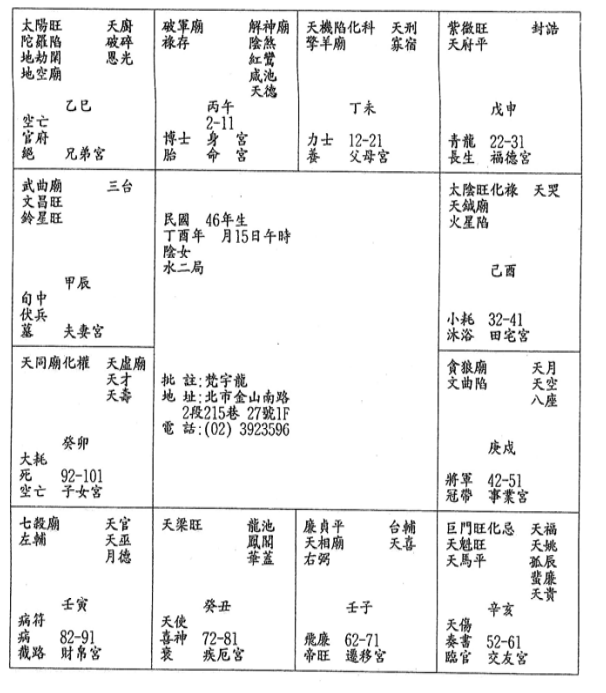 太陽旺 天廚
陀羅陷 破碎
地劫閑 恩光
地空廟
乙巳
空亡
官府
絕 兄弟宮
破軍廟 解神廟
祿存 陰煞
紅鸞
咸池
天德
丙午
2-11
博士 身 宮
胎 命 宮
天機陷化科 天刑
擎羊廟 寡宿
丁未
力士 12-21
養 父母宮
紫微旺 封誥
天府平
戊申
青龍 22-31
長生 福德宮
武曲廟 三台
文昌旺
鈴星旺
甲辰
旬中
伏兵
墓 夫妻宮
民國 46年生
丁酉年 月15日午時
陰女
水二局
批 註:梵宇龍
地 址:北市金山南路
2段215巷 27號1F
電 話:(02) 3923596
太陰旺化祿 天哭
天鉞廟
火星陷
己酉
小耗 32-41
沐浴 田宅宮
天同廟化權 天虛廟
天才
天壽
癸卯
大耗
死 92-101
空亡 子女宮
貪狼廟 天月
文曲陷 天空
八座
庚戌
將軍 42-51
冠帶 事業宮
七殺廟 天官
左輔 天巫
月德
壬寅
病符
病 82-91
截路 財帛宮
天梁旺 龍池
鳳閣
華蓋
癸丑
天使
喜神 72-81
衰 疾厄宮
廉貞平 台輔
天相廟 天喜
右弼
壬子
飛廉 62-71
帝旺 遷移宮
巨門旺化忌 天福
天魁旺 天姚
天馬平 孤辰
蜚廉
天貴
辛亥
天傷
奏書 52-61
臨官 交友宮